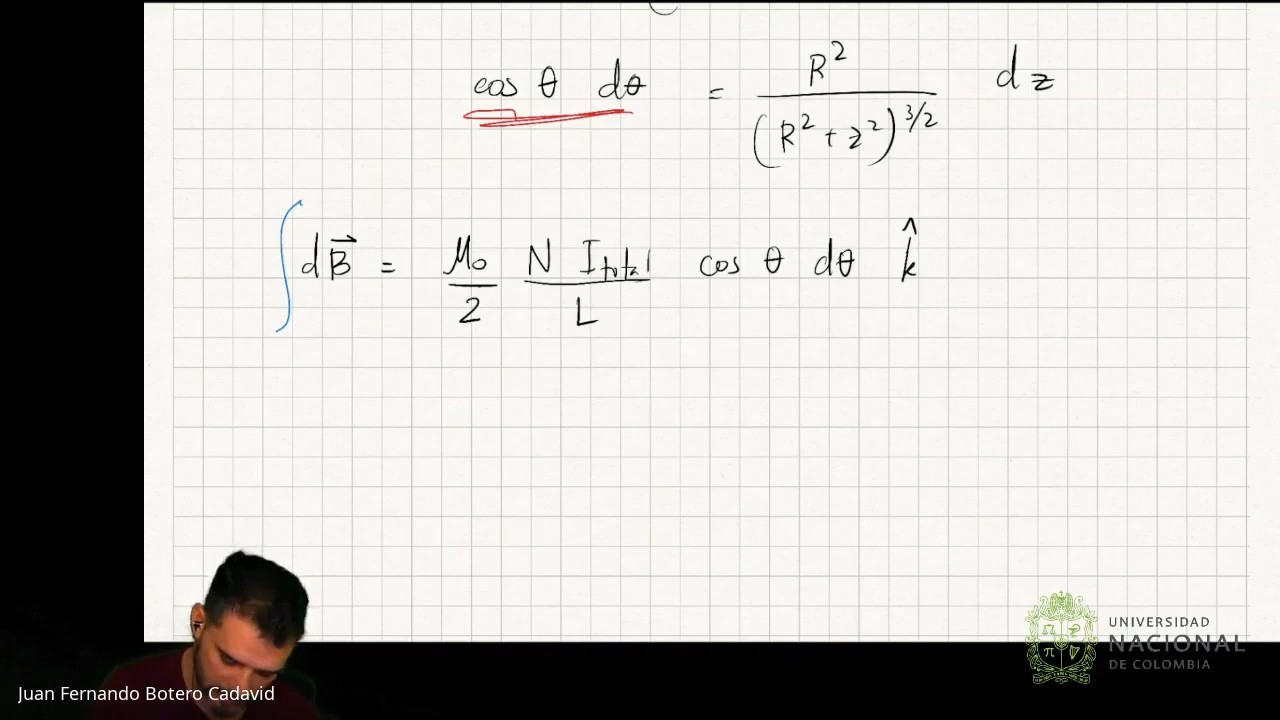 cos θ dθ = R² / (R² + z²)^3/2 dz
∫ dB⃗ = μ₀/2 N I_total/L cos θ dθ k̂
UNIVERSIDAD
NACIONAL
DE COLOMBIA
Juan Fernando Botero Cadavid